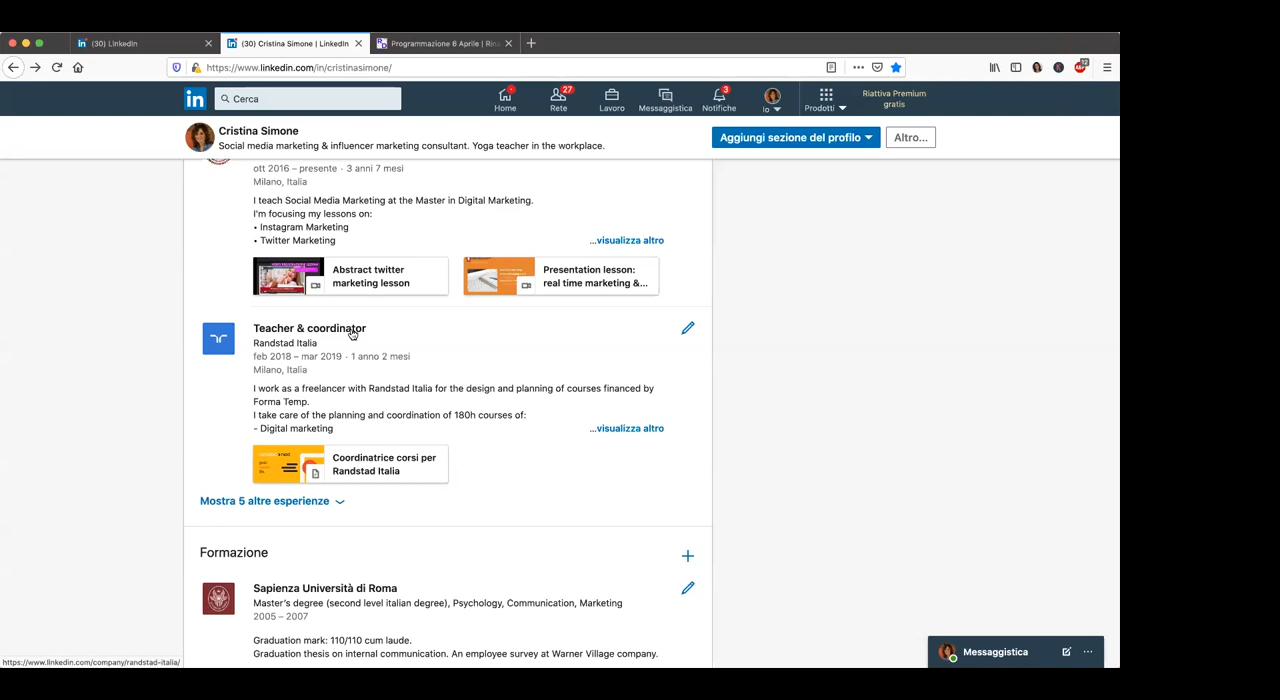 (30) LinkedIn
(30) Cristina Simone | LinkedIn
Programmazione 6 Aprile | Rina
https://www.linkedin.com/in/cristinasimone/
12
in
Cerca
Home
27
Rete
Lavoro
Messaggistica
3
Notifiche
Io
Prodotti
Riattiva Premium
gratis
Cristina Simone
Social media marketing & influencer marketing consultant. Yoga teacher in the workplace.
Aggiungi sezione del profilo
Altro...
ott 2016 – presente · 3 anni 7 mesi
Milano, Italia
I teach Social Media Marketing at the Master in Digital Marketing.
I'm focusing my lessons on:
• Instagram Marketing
• Twitter Marketing
...visualizza altro
Abstract twitter
marketing lesson
Presentation lesson:
real time marketing &...
Teacher & coordinator
Randstad Italia
feb 2018 – mar 2019 · 1 anno 2 mesi
Milano, Italia
I work as a freelancer with Randstad Italia for the design and planning of courses financed by
Forma Temp.
I take care of the planning and coordination of 180h courses of:
- Digital marketing
...visualizza altro
Coordinatrice corsi per
Randstad Italia
Mostra 5 altre esperienze
Formazione
Sapienza Università di Roma
Master's degree (second level italian degree), Psychology, Communication, Marketing
2005 – 2007
Graduation mark: 110/110 cum laude.
Graduation thesis on internal communication. An employee survey at Warner Village company.
https://www.linkedin.com/company/randstad-italia/
Messaggistica